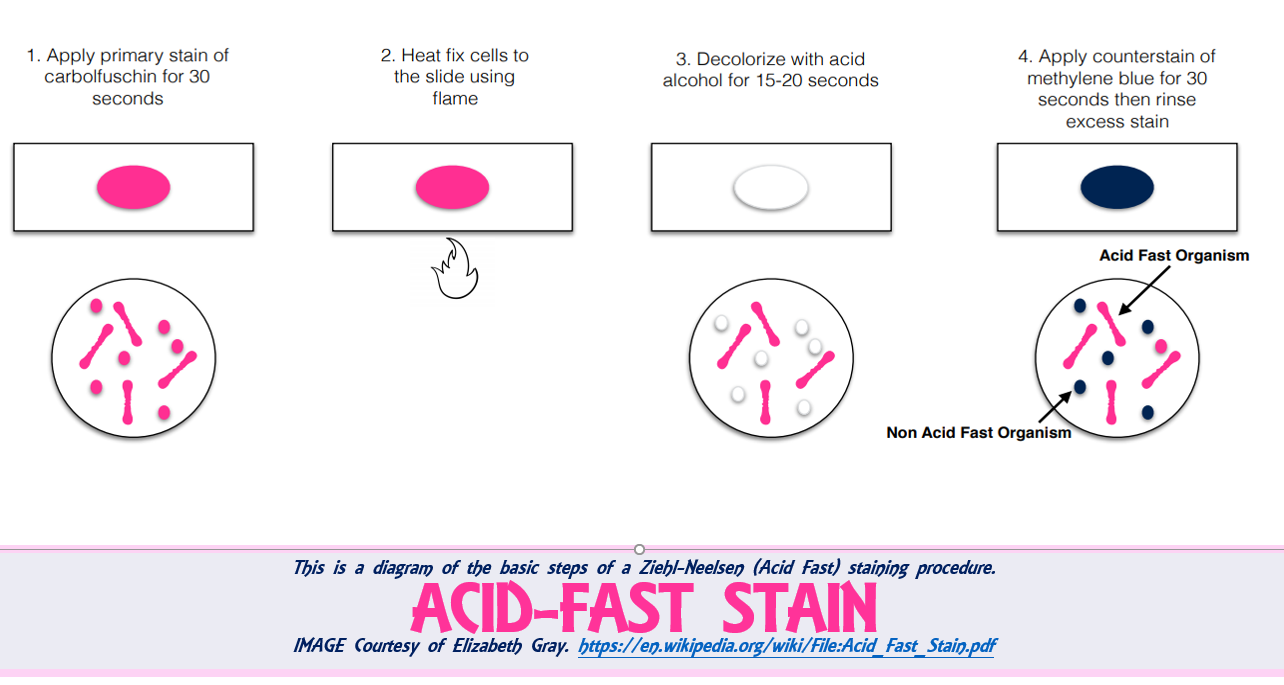 1. Apply primary stain of
carbolfuschin for 30
seconds
2. Heat fix cells to
the slide using
flame
3. Decolorize with acid
alcohol for 15-20 seconds
4. Apply counterstain of
methylene blue for 30
seconds then rinse
excess stain
Acid Fast Organism
Non Acid Fast Organism
This is a diagram of the basic steps of a Ziehl-Neelsen (Acid Fast) staining procedure.
ACID-FAST STAIN
IMAGE Courtesy of Elizabeth Gray. https://en.wikipedia.org/wiki/File:Acid_Fast_Stain.pdf